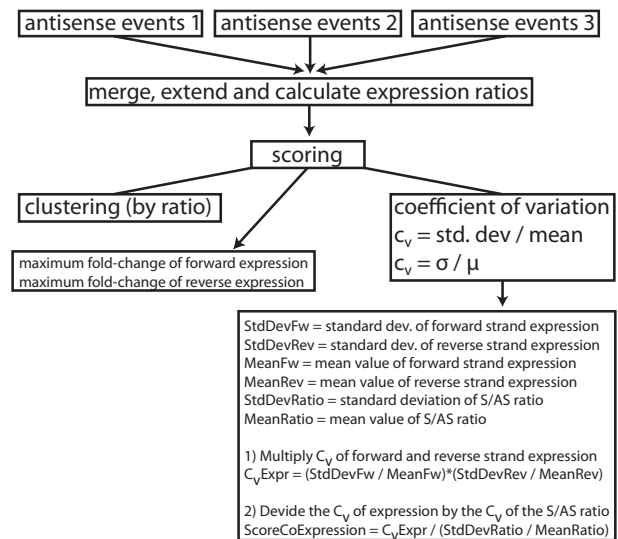 antisense events 1
antisense events 2
antisense events 3
merge, extend and calculate expression ratios
scoring
clustering (by ratio)
maximum fold-change of forward expression
maximum fold-change of reverse expression
coefficient of variation
cᵥ = std. dev / mean
cᵥ = σ / μ
StdDevFw = standard dev. of forward strand expression
StdDevRev = standard dev. of reverse strand expression
MeanFw = mean value of forward strand expression
MeanRev = mean value of reverse strand expression
StdDevRatio = standard deviation of S/AS ratio
MeanRatio = mean value of S/AS ratio
1) Multiply Cᵥ of forward and reverse strand expression
CᵥExpr = (StdDevFw / MeanFw)*(StdDevRev / MeanRev)
2) Devide the Cᵥ of expression by the Cᵥ of the S/AS ratio
ScoreCoExpression = CᵥExpr / (StdDevRatio / MeanRatio)